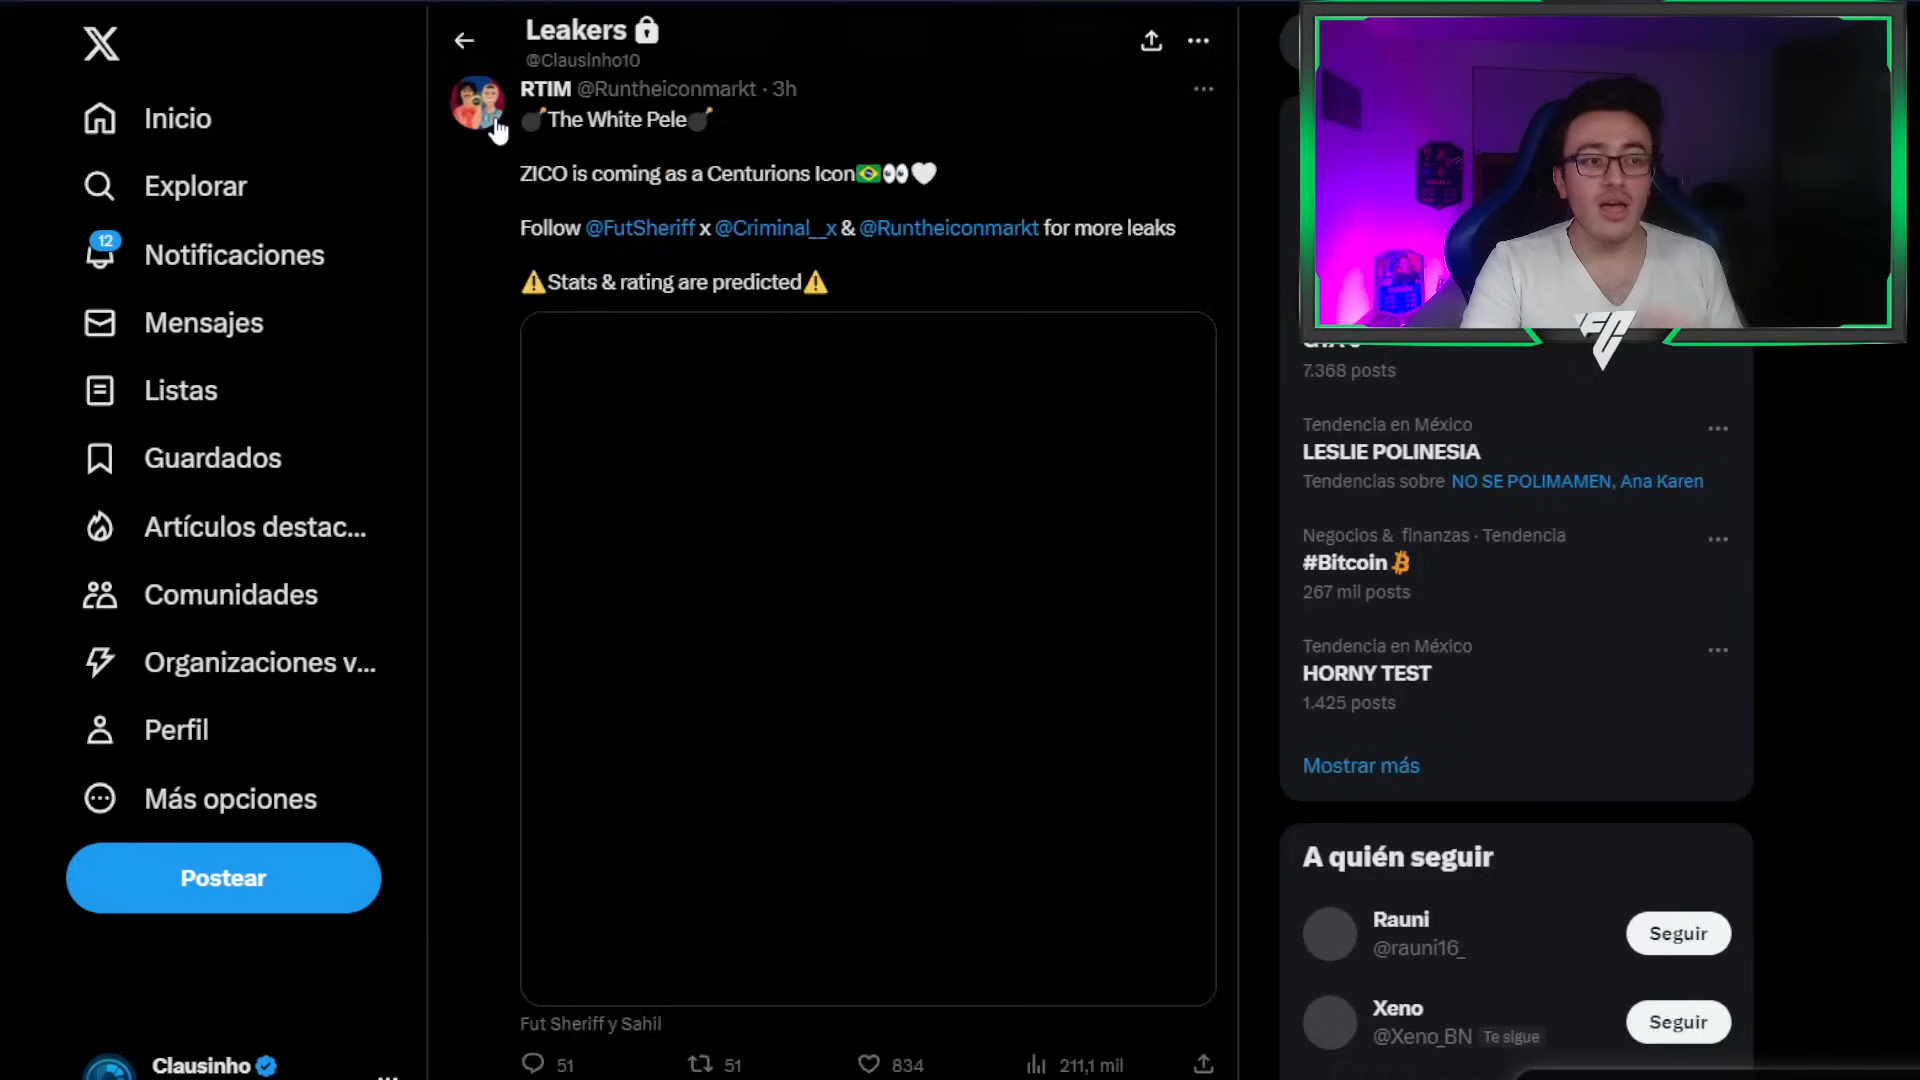 Inicio
Explorar
12
Notificaciones
Mensajes
Listas
Guardados
Artículos destac...
Comunidades
Organizaciones v...
Perfil
Más opciones
Postear
Clausinho
Leakers 🔒
@Clausinho10
RTIM @Runtheiconmarkt · 3h
💣The White Pele💣
ZICO is coming as a Centurions Icon🇧🇷👀🤍
Follow @FutSheriff x @Criminal__x & @Runtheiconmarkt for more leaks
⚠️Stats & rating are predicted⚠️
Fut Sheriff y Sahil
51
51
834
211,1 mil
7.368 posts
Tendencia en México
LESLIE POLINESIA
Tendencias sobre NO SE POLIMAMEN, Ana Karen
Negocios & finanzas · Tendencia
#Bitcoin
267 mil posts
Tendencia en México
HORNY TEST
1.425 posts
Mostrar más
A quién seguir
Rauni
@rauni16_
Seguir
Xeno
@Xeno_BN Te sigue
Seguir